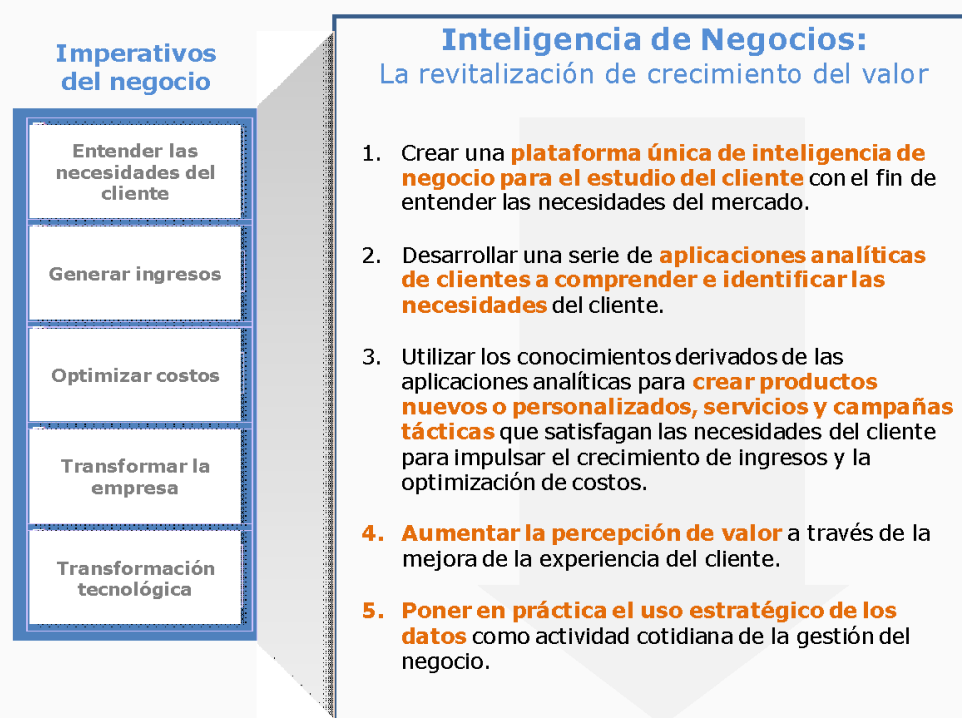 Imperativos
del negocio
Entender las
necesidades del
cliente
Generar ingresos
Optimizar costos
Transformar la
empresa
Transformación
tecnológica
Inteligencia de Negocios:
La revitalización de crecimiento del valor
1. Crear una plataforma única de inteligencia de
negocio para el estudio del cliente con el fin de
entender las necesidades del mercado.
2. Desarrollar una serie de aplicaciones analíticas
de clientes a comprender e identificar las
necesidades del cliente.
3. Utilizar los conocimientos derivados de las
aplicaciones analíticas para crear productos
nuevos o personalizados, servicios y campañas
tácticas que satisfagan las necesidades del cliente
para impulsar el crecimiento de ingresos y la
optimización de costos.
4. Aumentar la percepción de valor a través de la
mejora de la experiencia del cliente.
5. Poner en práctica el uso estratégico de los
datos como actividad cotidiana de la gestión del
negocio.